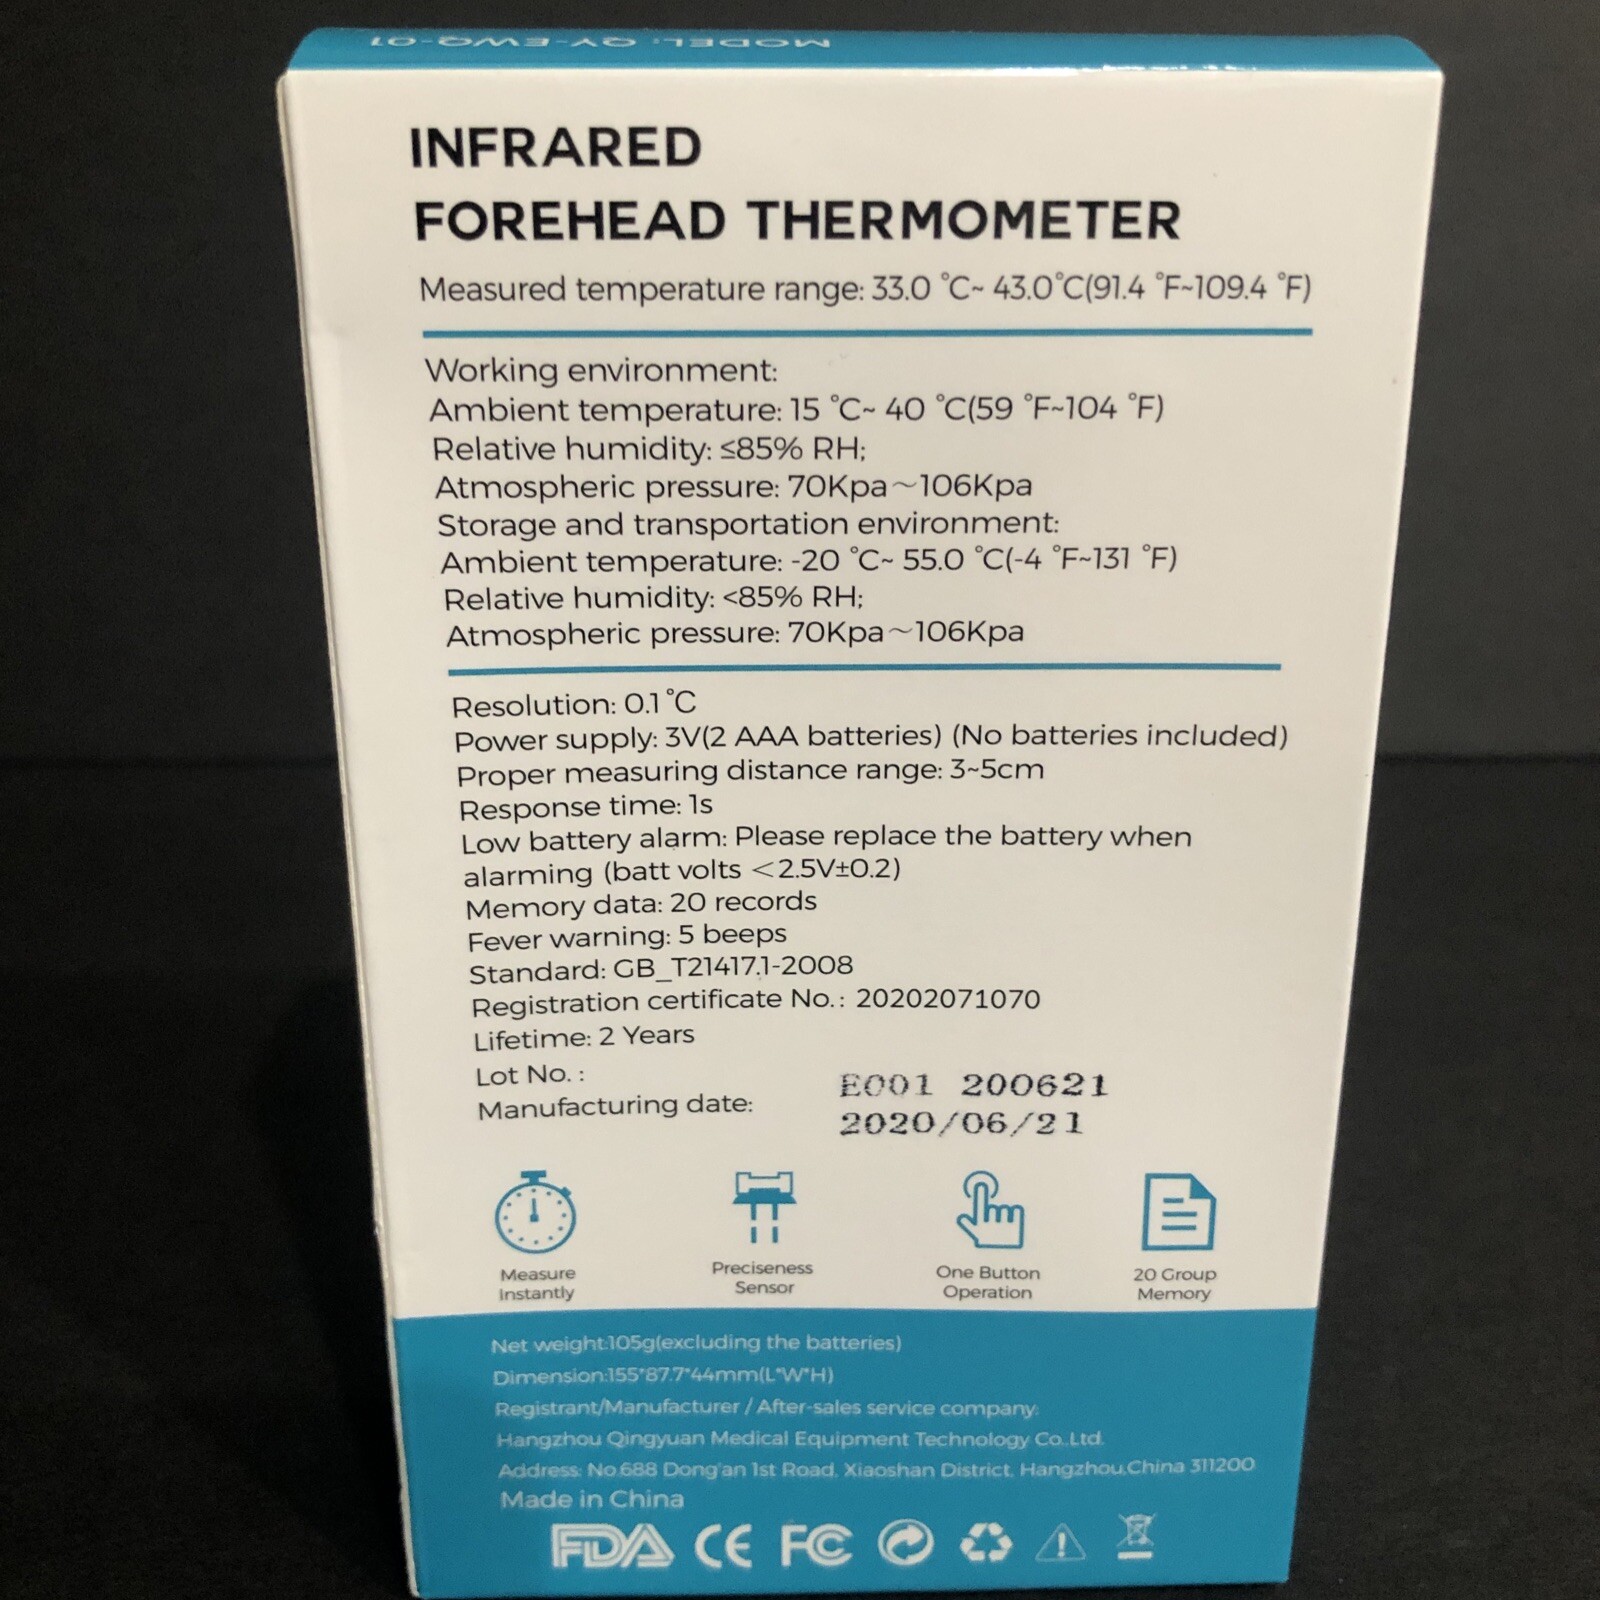 MODEL: QY-EWQ-01
INFRARED
FOREHEAD THERMOMETER
Measured temperature range: 33.0 °C~ 43.0°C(91.4 °F~109.4 °F)
Working environment:
Ambient temperature: 15 °C~ 40 °C(59 °F~104 °F)
Relative humidity: ≤85% RH;
Atmospheric pressure: 70Kpa～106Kpa
Storage and transportation environment:
Ambient temperature: -20 °C~ 55.0 °C(-4 °F~131 °F)
Relative humidity: <85% RH;
Atmospheric pressure: 70Kpa～106Kpa
Resolution: 0.1 °C
Power supply: 3V(2 AAA batteries) (No batteries included)
Proper measuring distance range: 3~5cm
Response time: 1s
Low battery alarm: Please replace the battery when
alarming (batt volts ＜2.5V±0.2)
Memory data: 20 records
Fever warning: 5 beeps
Standard: GB_T21417.1-2008
Registration certificate No.: 20202071070
Lifetime: 2 Years
Lot No. : E001 200621
Manufacturing date: 2020/06/21
Measure Instantly
Preciseness Sensor
One Button Operation
20 Group Memory
Net weight:105g(excluding the batteries)
Dimension:155*87.7*44mm(L*W*H)
Registrant/Manufacturer / After-sales service company:
Hangzhou Qingyuan Medical Equipment Technology Co.,Ltd.
Address: No.688 Dong'an 1st Road, Xiaoshan District, Hangzhou,China 311200
Made in China
FDA CE FC